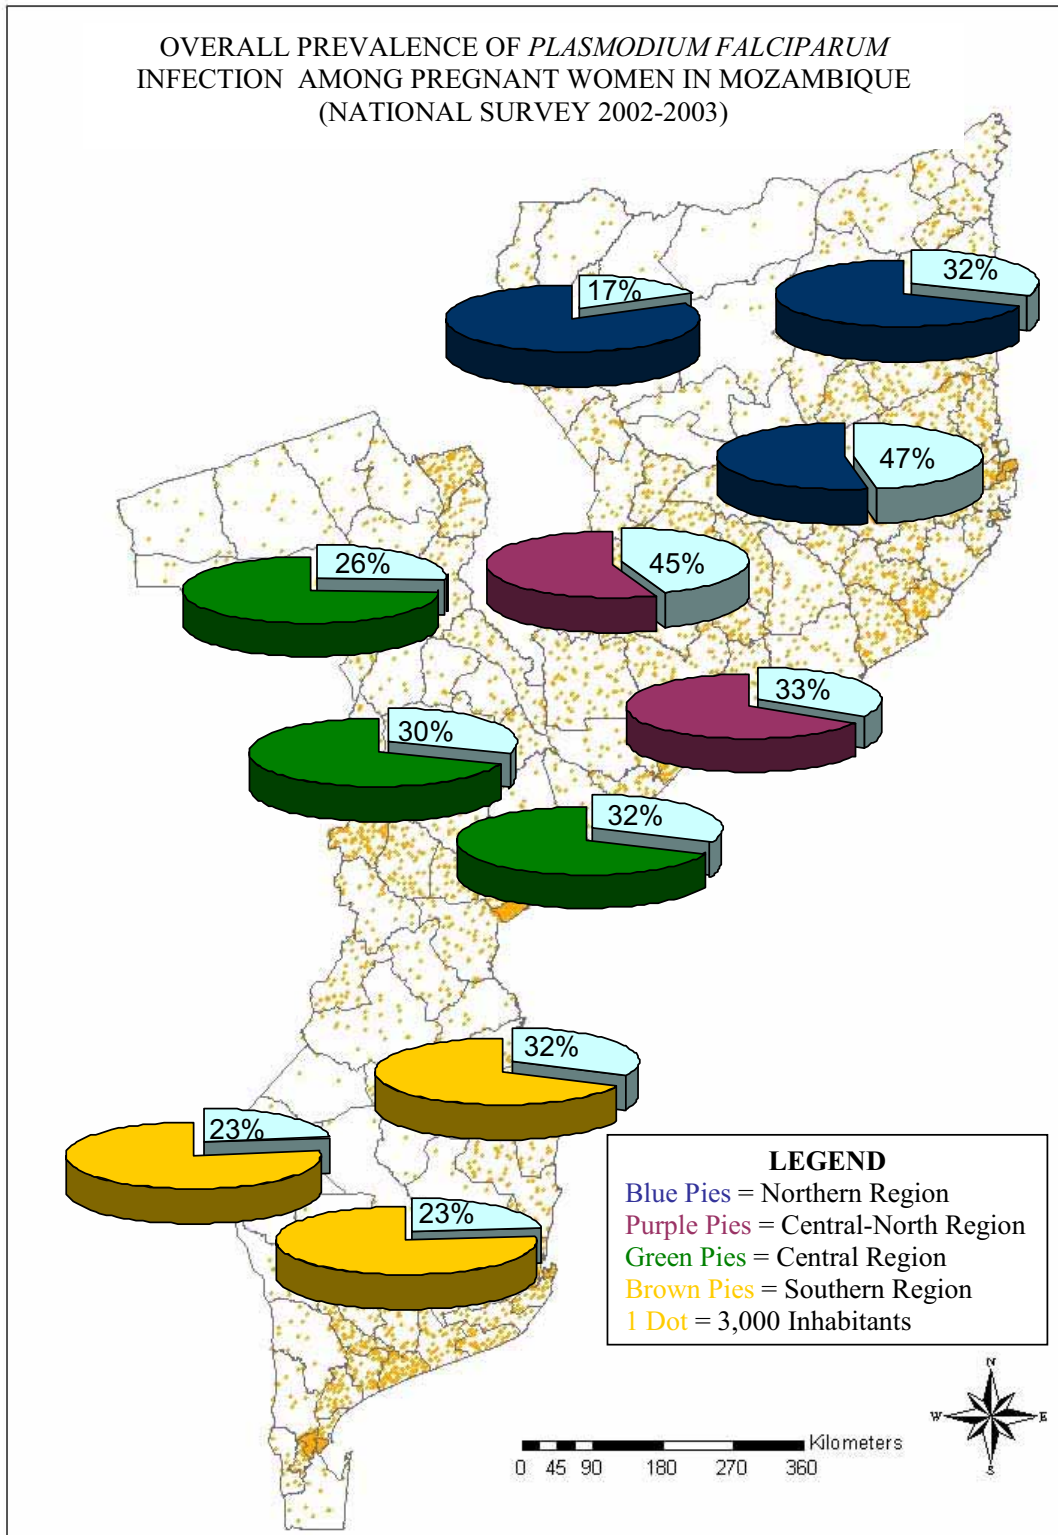 OVERALL PREVALENCE OF PLASMODIUM FALCIPARUM
INFECTION AMONG PREGNANT WOMEN IN MOZAMBIQUE
(NATIONAL SURVEY 2002-2003)
17%
32%
47%
26%
45%
33%
30%
32%
32%
23%
23%
LEGEND
Blue Pies = Northern Region
Purple Pies = Central-North Region
Green Pies = Central Region
Brown Pies = Southern Region
1 Dot = 3,000 Inhabitants
N
W E
S
Kilometers
0 45 90 180 270 360